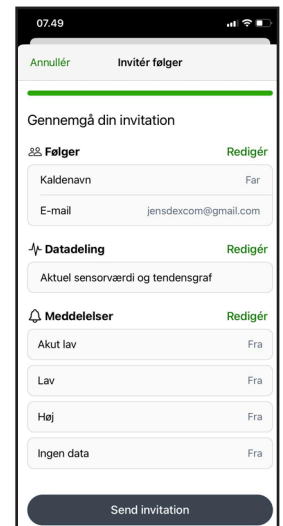 07.49
Annullér Invitér følger
Gennemgå din invitation
Følger Redigér
Kaldenavn Far
E-mail jensdexcom@gmail.com
Datadeling Redigér
Aktuel sensorværdi og tendensgraf
Meddelelser Redigér
Akut lav Fra
Lav Fra
Høj Fra
Ingen data Fra
Send invitation